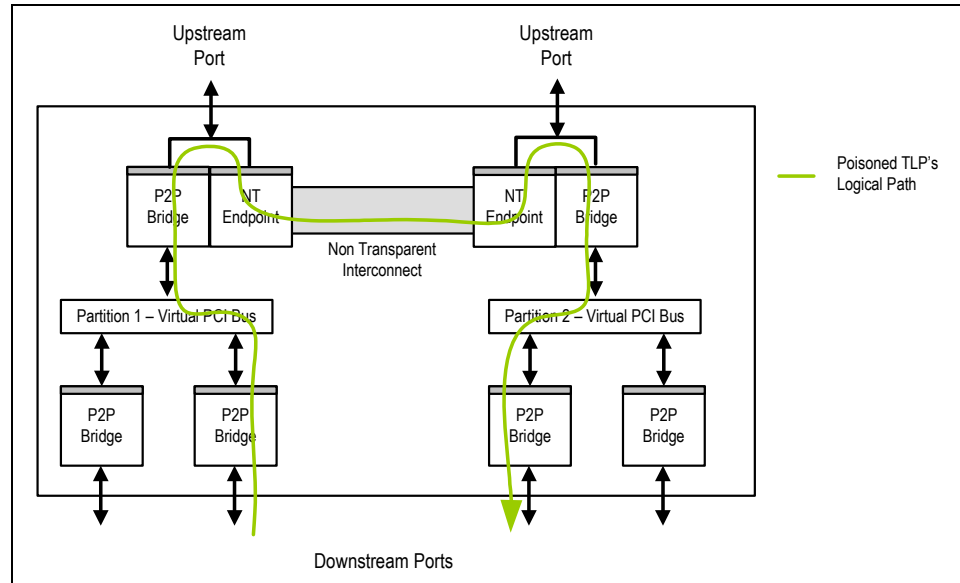 Upstream
Port
Upstream
Port
P2P
Bridge
NT
Endpoint
NT
Endpoint
P2P
Bridge
Poisoned TLP's
Logical Path
Non Transparent
Interconnect
Partition 1 – Virtual PCI Bus
Partition 2 – Virtual PCI Bus
P2P
Bridge
P2P
Bridge
P2P
Bridge
P2P
Bridge
Downstream Ports